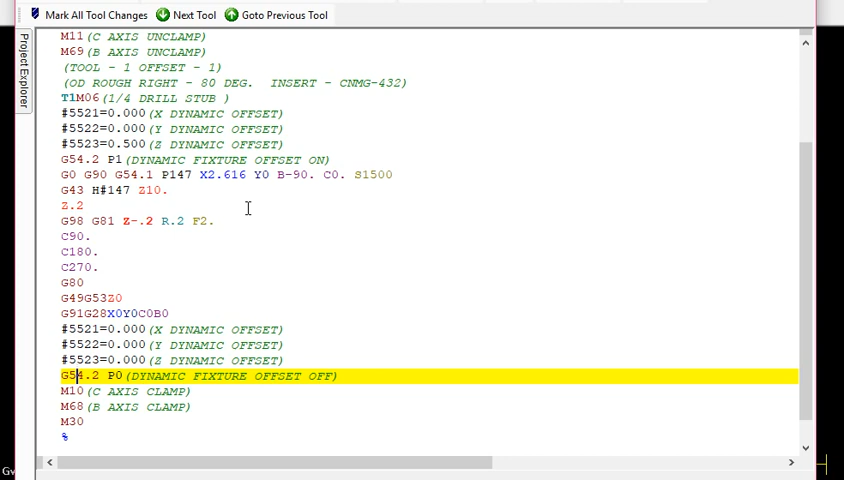 Mark All Tool Changes Next Tool Goto Previous Tool
Project Explorer
M11(C AXIS UNCLAMP)
M69(B AXIS UNCLAMP)
(TOOL - 1 OFFSET - 1)
(OD ROUGH RIGHT - 80 DEG.  INSERT - CNMG-432)
T1M06(1/4 DRILL STUB )
#5521=0.000(X DYNAMIC OFFSET)
#5522=0.000(Y DYNAMIC OFFSET)
#5523=0.500(Z DYNAMIC OFFSET)
G54.2 P1(DYNAMIC FIXTURE OFFSET ON)
G0 G90 G54.1 P147 X2.616 Y0 B-90. C0. S1500
G43 H#147 Z10.
Z.2
G98 G81 Z-.2 R.2 F2.
C90.
C180.
C270.
G80
G49G53Z0
G91G28X0Y0C0B0
#5521=0.000(X DYNAMIC OFFSET)
#5522=0.000(Y DYNAMIC OFFSET)
#5523=0.000(Z DYNAMIC OFFSET)
G54.2 P0(DYNAMIC FIXTURE OFFSET OFF)
M10(C AXIS CLAMP)
M68(B AXIS CLAMP)
M30
%